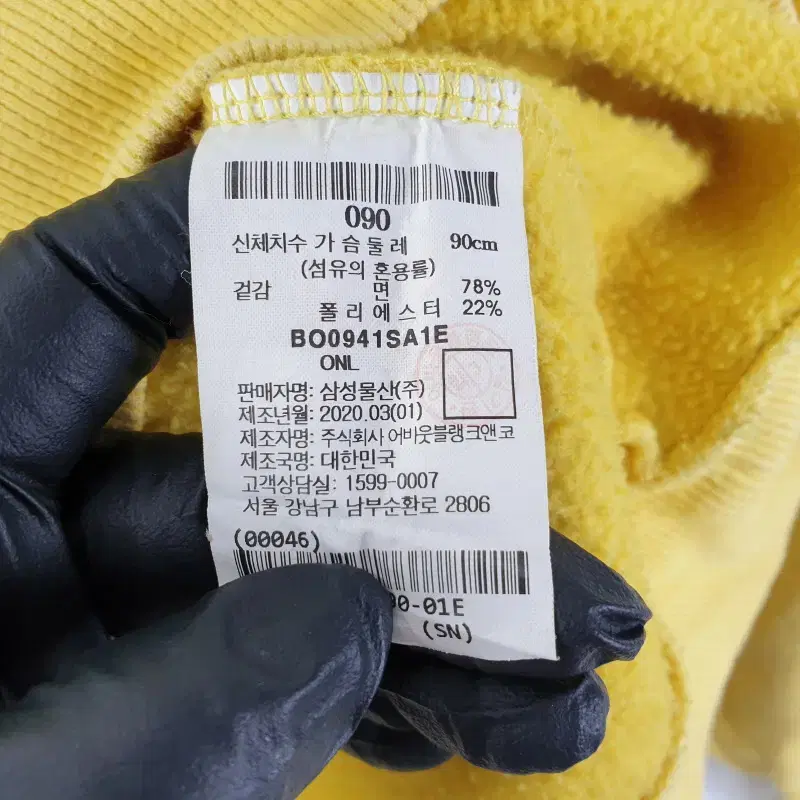 090
신체치수 가슴둘레 90cm
(섬유의 혼용률)
겉감 면 78%
폴리에스터 22%
BO0941SA1E
ONL
판매자명: 삼성물산(주)
제조년월: 2020.03(01)
제조자명: 주식회사 어바웃블랭크앤코
제조국명: 대한민국
고객상담실: 1599-0007
서울 강남구 남부순환로 2806
(00046)
0-01E
(SN)